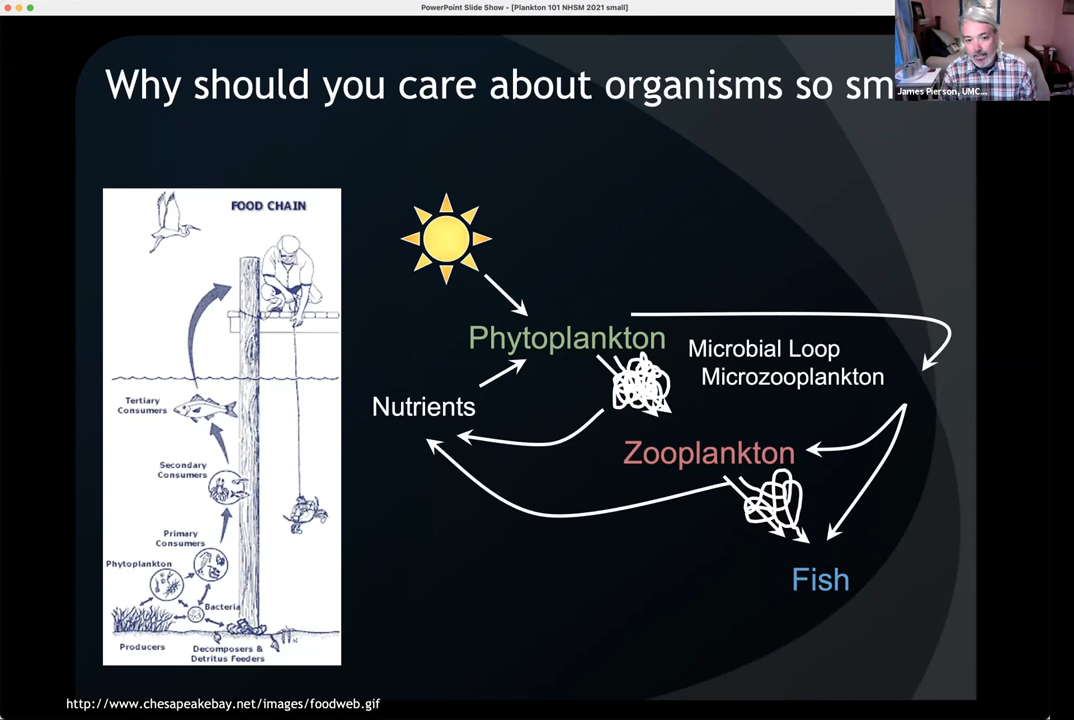 PowerPoint Slide Show - [Plankton 101 NHSM 2021 small]
Why should you care about organisms so sm
James Pierson, UMC...
FOOD CHAIN
Tertiary
Consumers
Secondary
Consumers
Primary
Consumers
Phytoplankton
Bacteria
Producers
Decomposers &
Detritus Feeders
Phytoplankton
Microbial Loop
Microzooplankton
Nutrients
Zooplankton
Fish
http://www.chesapeakebay.net/images/foodweb.gif